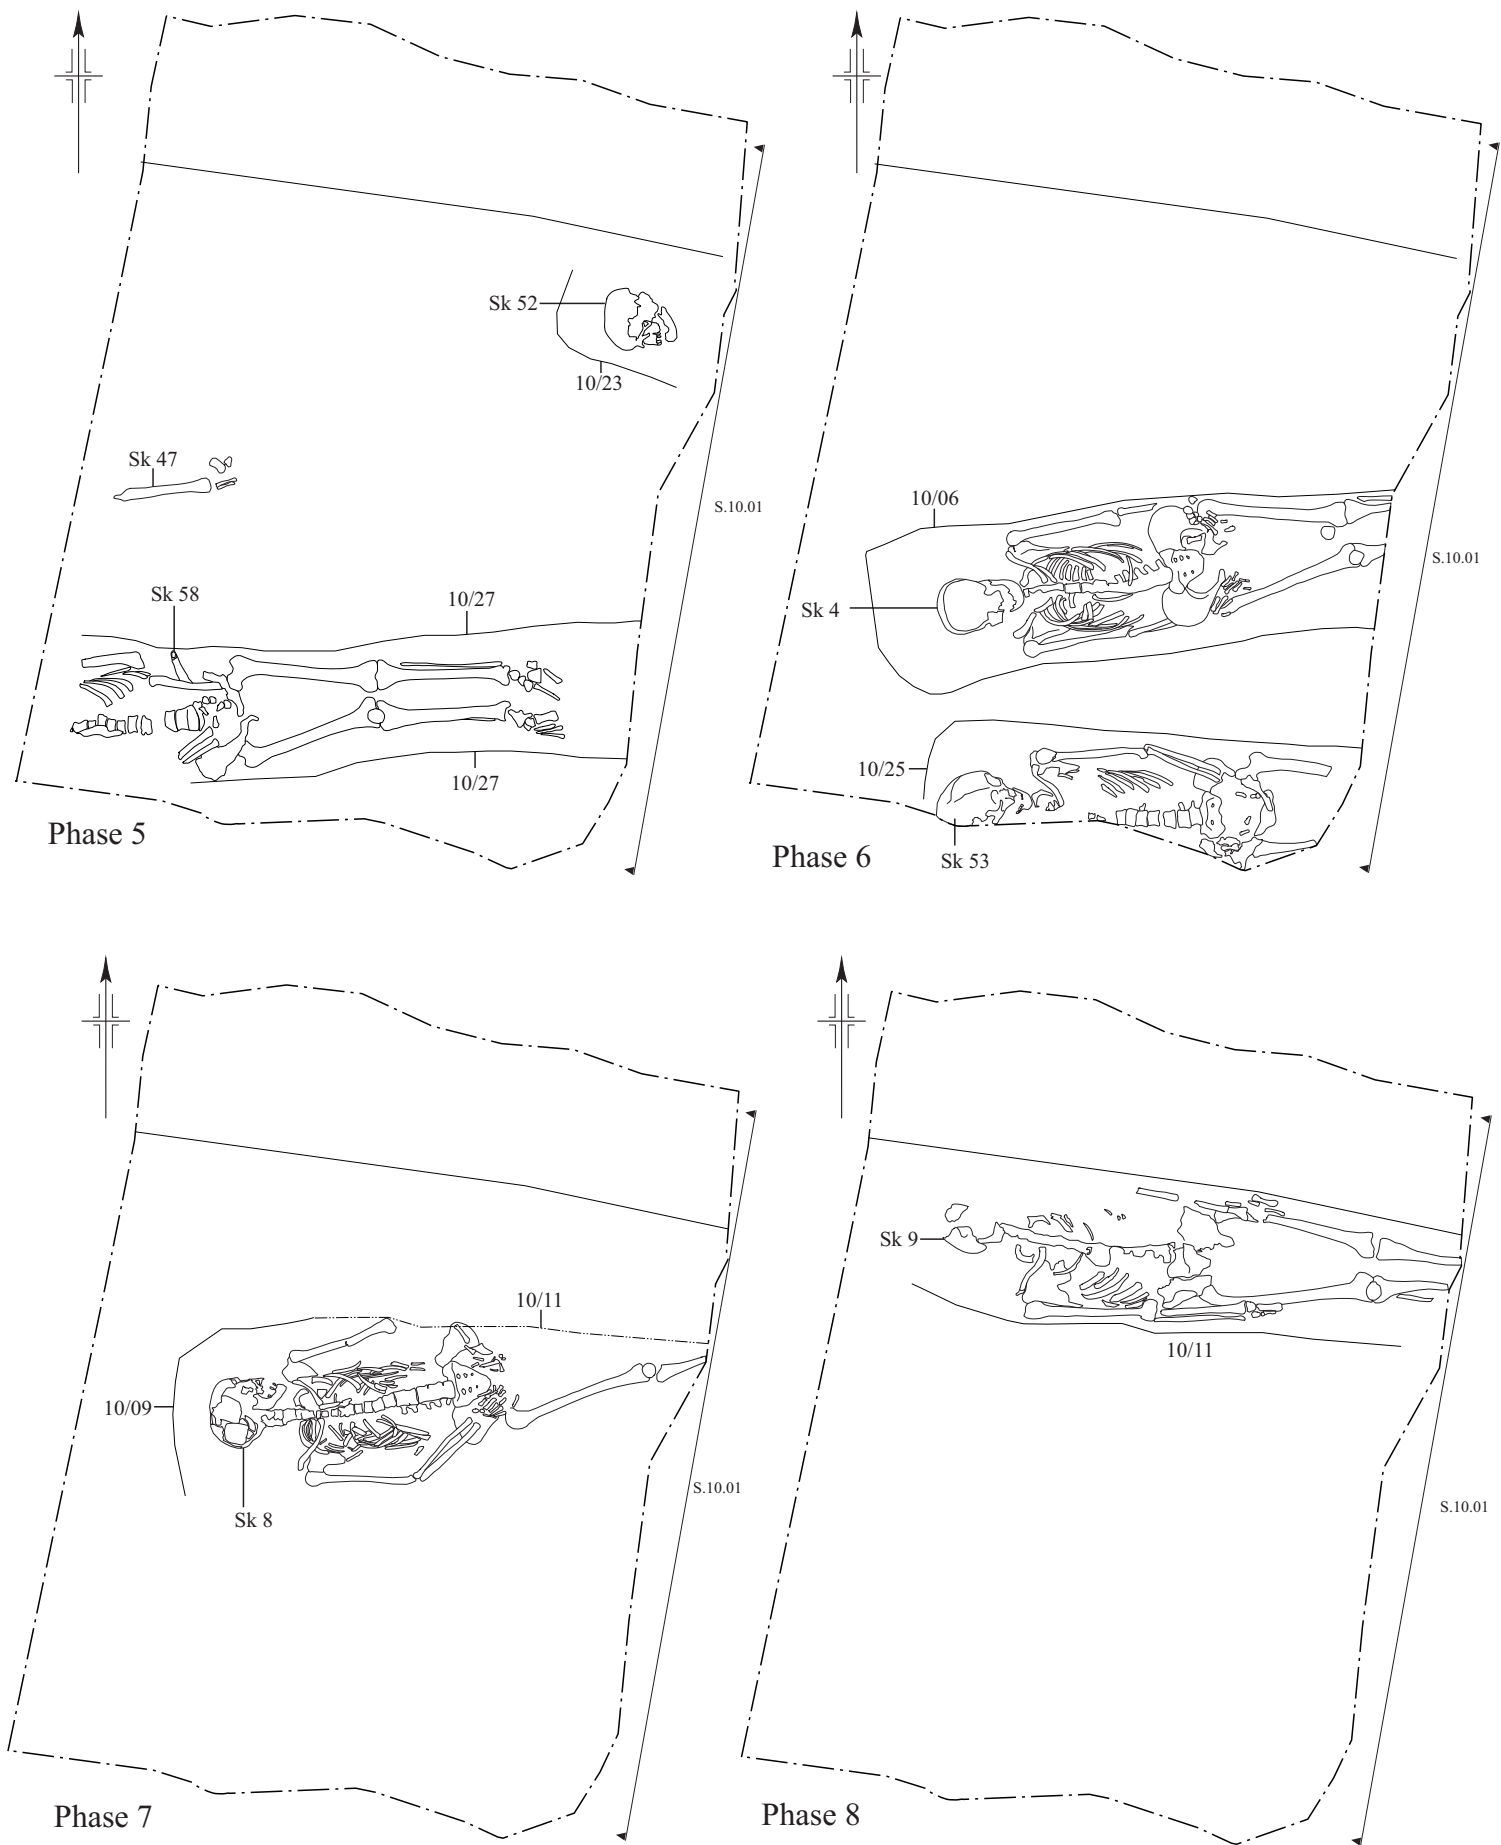 Sk 52
10/23
Sk 47
S.10.01
Sk 58
10/27
10/27
Phase 5
10/06
S.10.01
Sk 4
10/25
Sk 53
Phase 6
10/11
10/09
S.10.01
Sk 8
Phase 7
Sk 9
10/11
S.10.01
Phase 8